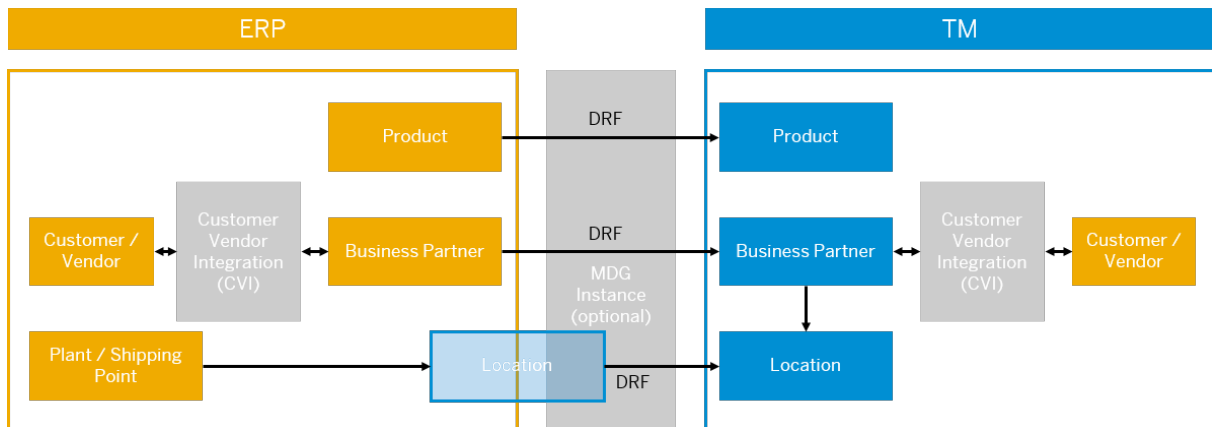 ERP
TM
Product
DRF
Product
Customer /
Vendor
Customer
Vendor
Integration
(CVI)
Business Partner
DRF
MDG
Instance
(optional)
Business Partner
Customer
Vendor
Integration
(CVI)
Customer /
Vendor
Plant / Shipping
Point
Location
DRF
Location